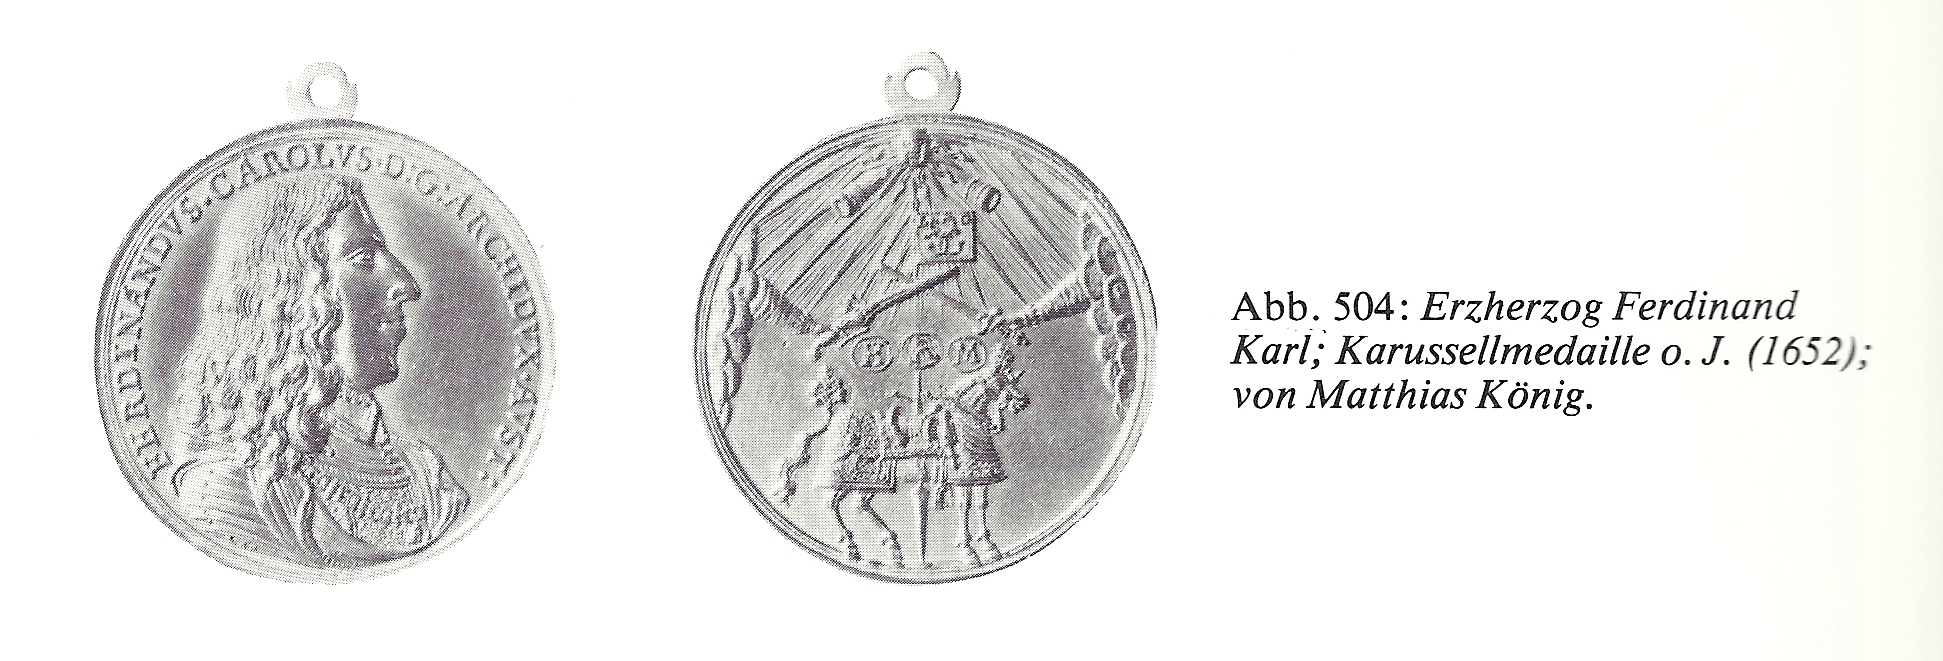 FERDINANDVS·CAROLVS·D:G:ARCHIDVX·AVST:
Abb. 504: Erzherzog Ferdinand
Karl; Karussellmedaille o. J. (1652);
von Matthias König.